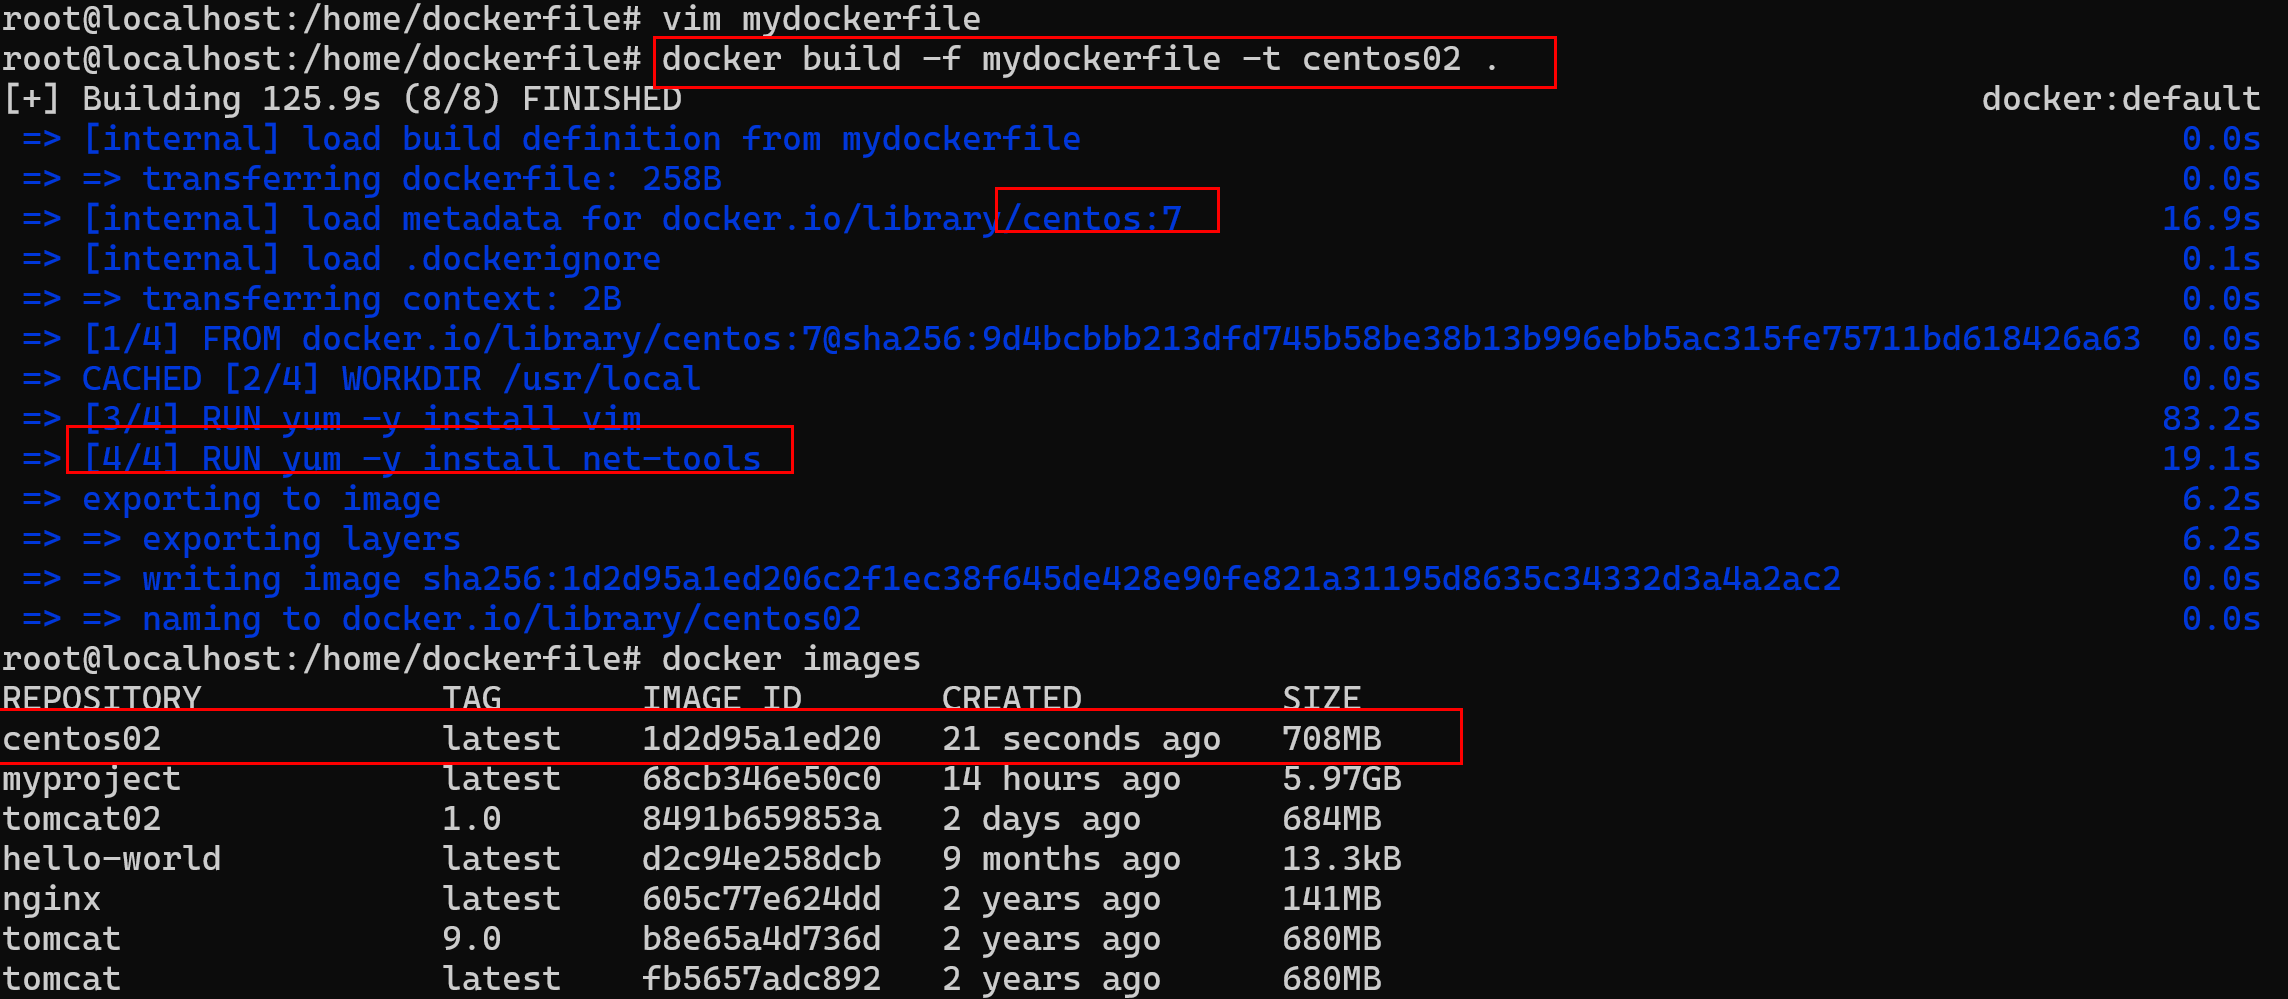 root@localhost:/home/dockerfile# vim mydockerfile
root@localhost:/home/dockerfile# docker build -f mydockerfile -t centos02 .
[+] Building 125.9s (8/8) FINISHED docker:default
=> [internal] load build definition from mydockerfile 0.0s
=> => transferring dockerfile: 258B 0.0s
=> [internal] load metadata for docker.io/library/centos:7 16.9s
=> [internal] load .dockerignore 0.1s
=> => transferring context: 2B 0.0s
=> [1/4] FROM docker.io/library/centos:7@sha256:9d4bcbbb213dfd745b58be38b13b996ebb5ac315fe75711bd618426a63 0.0s
=> CACHED [2/4] WORKDIR /usr/local 0.0s
=> [3/4] RUN yum -y install vim 83.2s
=> [4/4] RUN yum -y install net-tools 19.1s
=> exporting to image 6.2s
=> => exporting layers 6.2s
=> => writing image sha256:1d2d95a1ed206c2f1ec38f645de428e90fe821a31195d8635c34332d3a4a2ac2 0.0s
=> => naming to docker.io/library/centos02 0.0s
root@localhost:/home/dockerfile# docker images
REPOSITORY TAG IMAGE ID CREATED SIZE
centos02 latest 1d2d95a1ed20 21 seconds ago 708MB
myproject latest 68cb346e50c0 14 hours ago 5.97GB
tomcat02 1.0 8491b659853a 2 days ago 684MB
hello-world latest d2c94e258dcb 9 months ago 13.3kB
nginx latest 605c77e624dd 2 years ago 141MB
tomcat 9.0 b8e65a4d736d 2 years ago 680MB
tomcat latest fb5657adc892 2 years ago 680MB